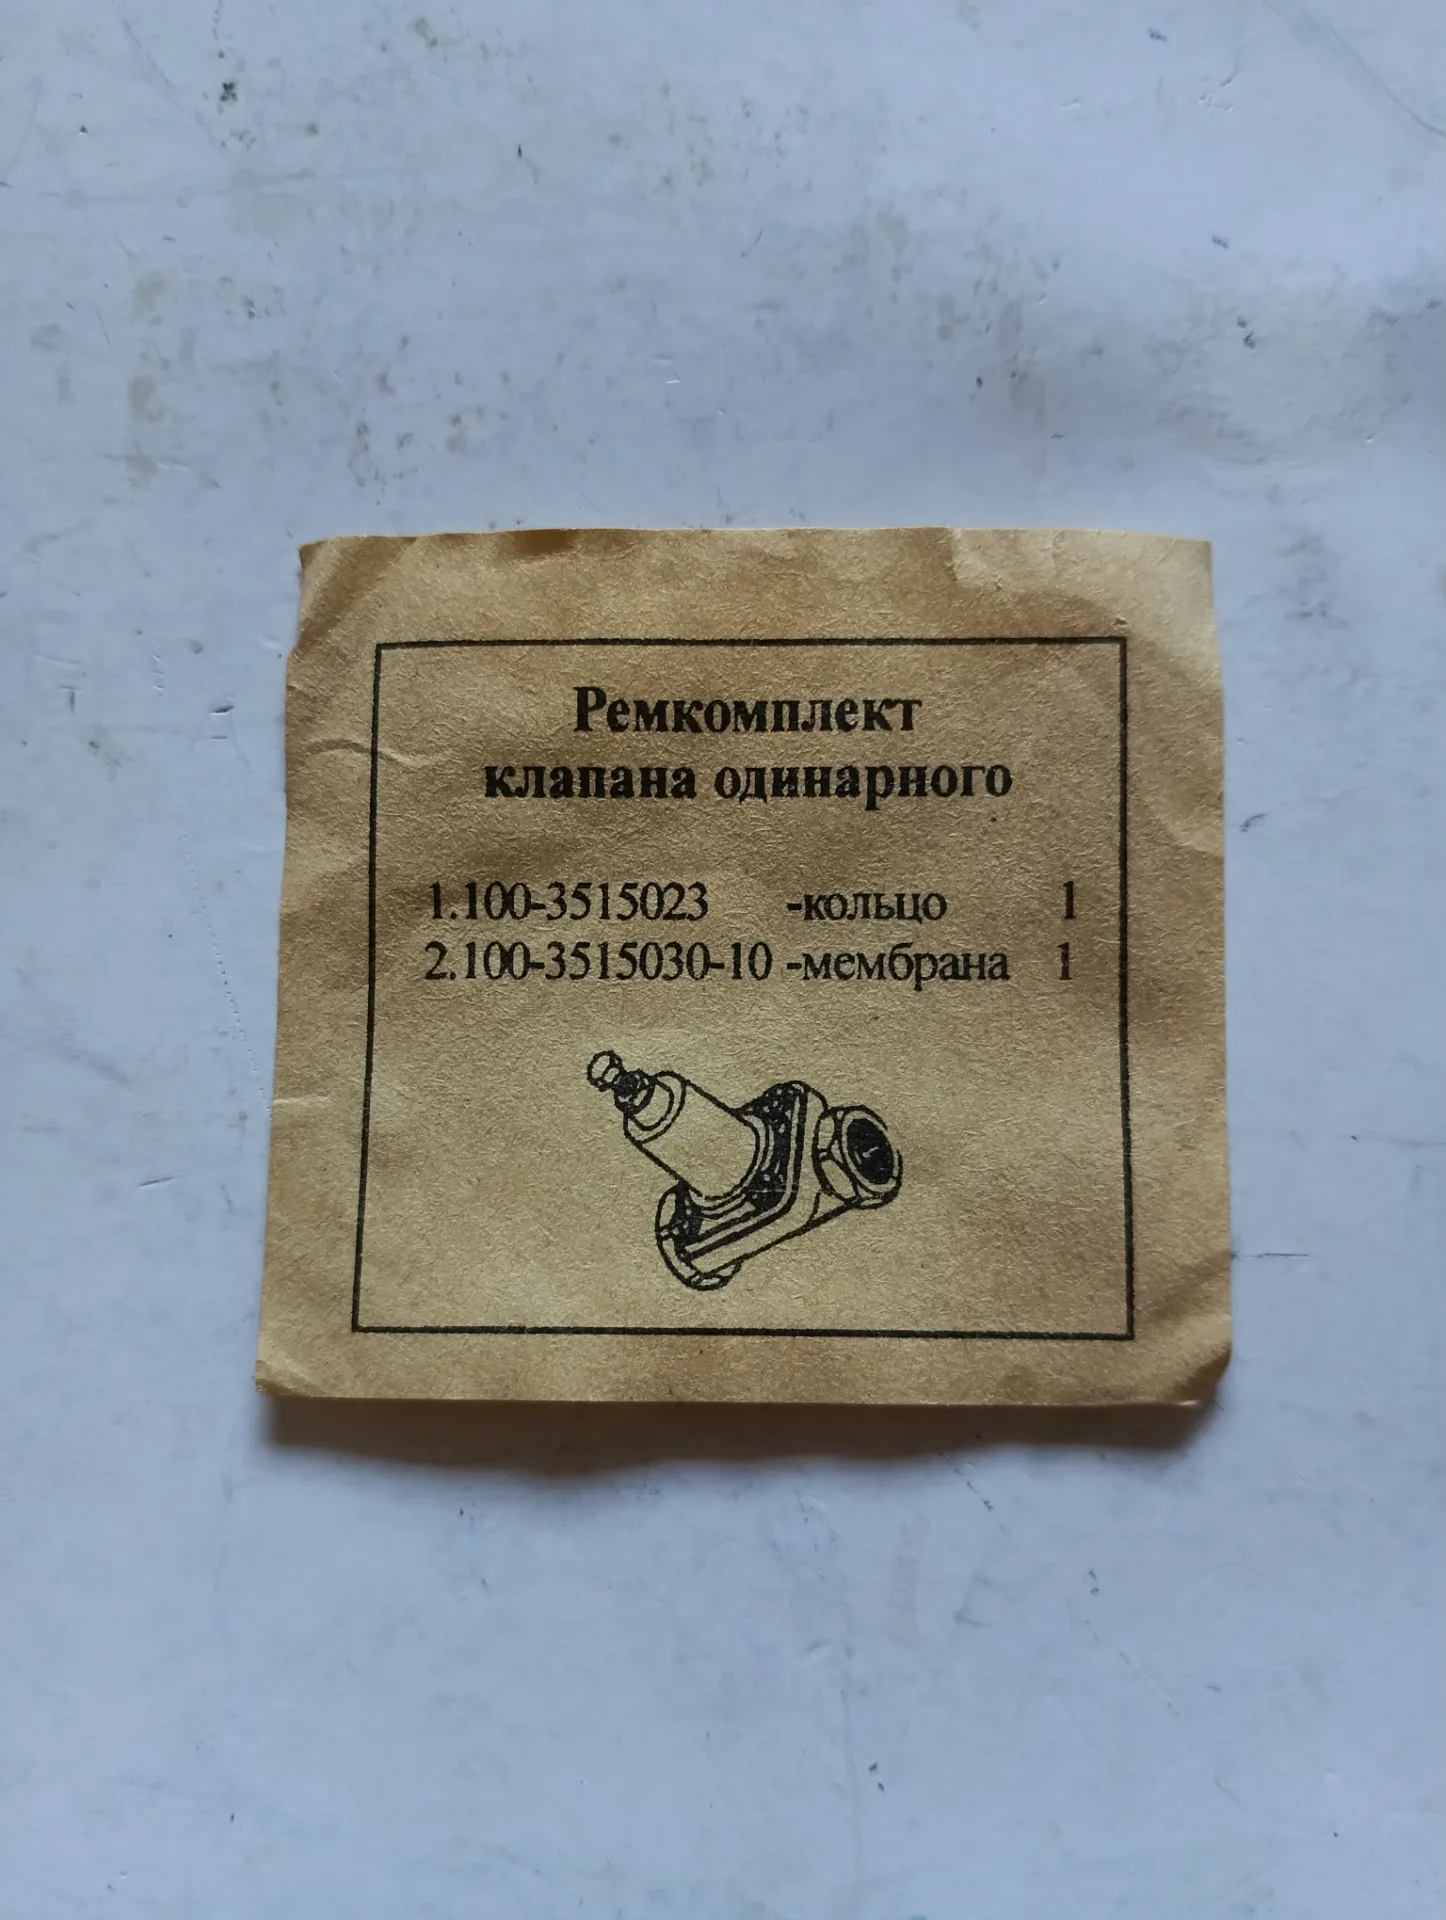 Ремкомплект
клапана одинарного
1.100-3515023 -кольцо 1
2.100-3515030-10 -мембрана 1